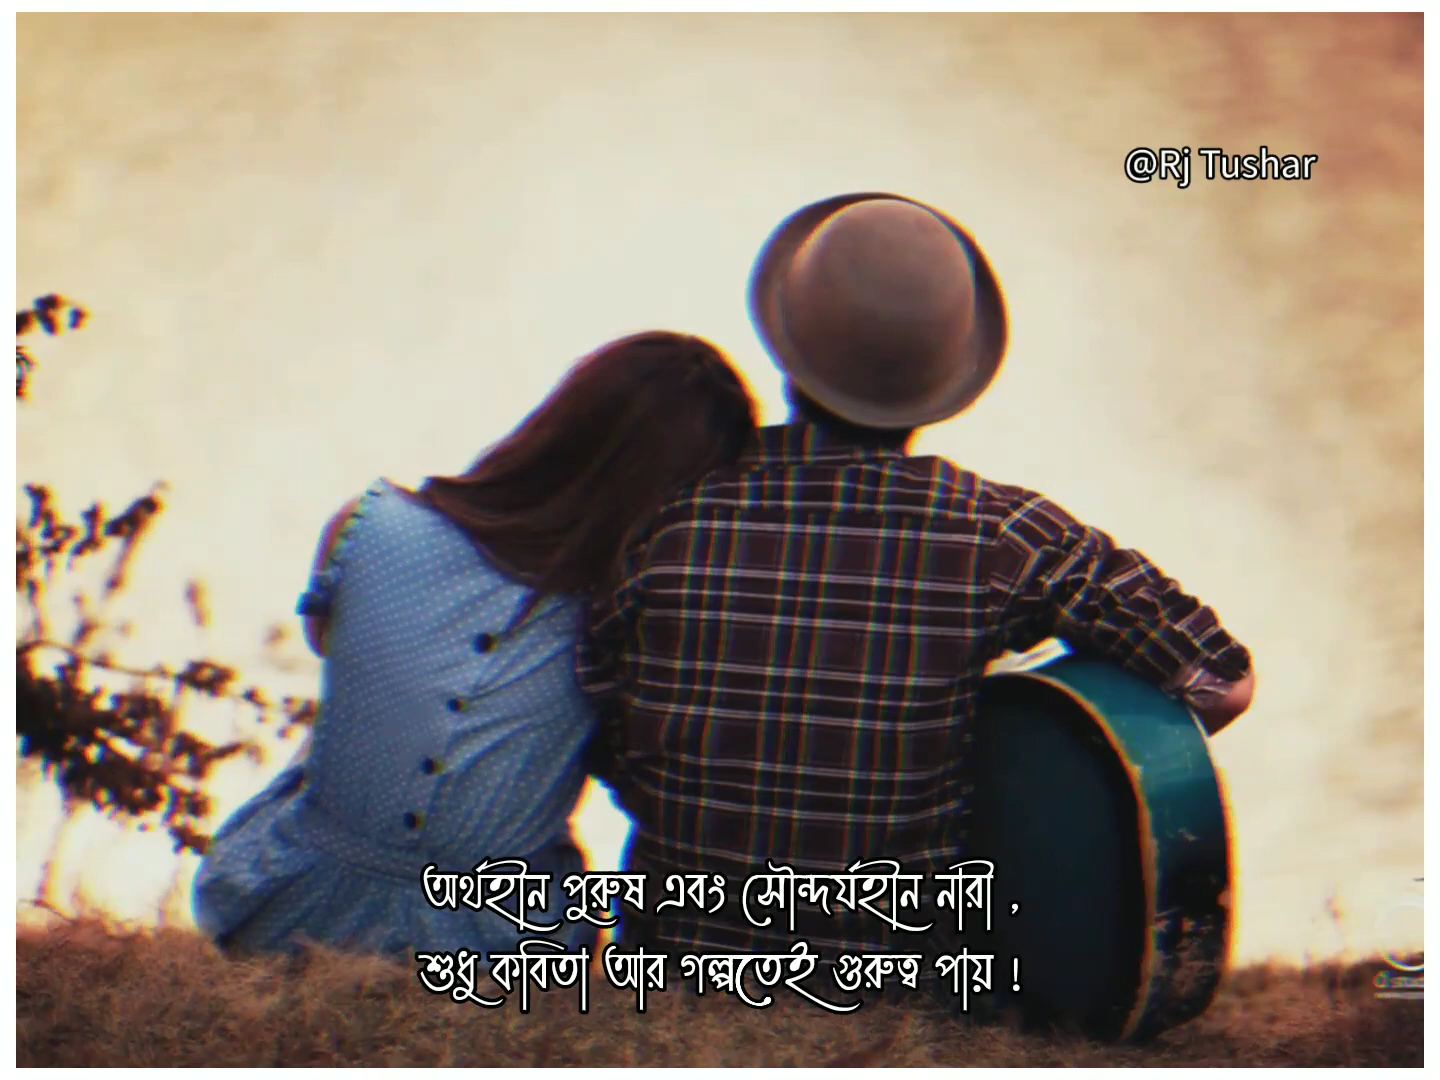 @Rj Tushar
অর্থহীন পুরুষ এবং সৌন্দর্যহীন নারী ,
শুধু কবিতা আর গল্পতেই গুরুত্ব পায় !